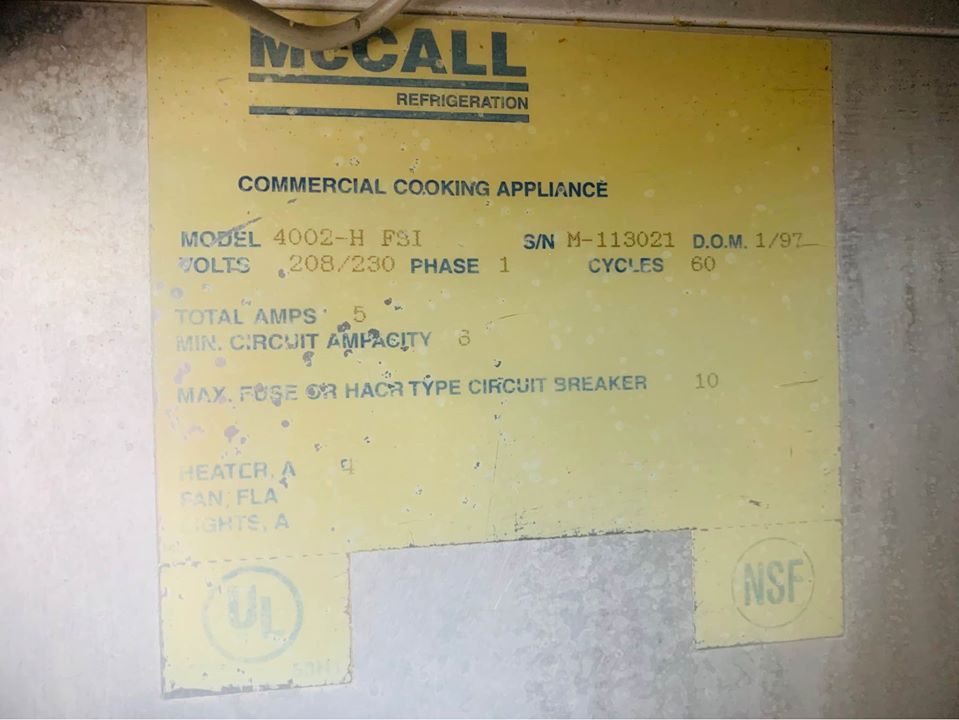 McCALL
REFRIGERATION
COMMERCIAL COOKING APPLIANCE
MODEL 4002-H FSI S/N M-113021 D.O.M. 1/97
VOLTS 208/230 PHASE 1 CYCLES 60
TOTAL AMPS 5
MIN. CIRCUIT AMPACITY 6
MAX. FUSE OR HACR TYPE CIRCUIT BREAKER 10
HEATER, A 4
FAN, FLA
LIGHTS, A
UL
NSF